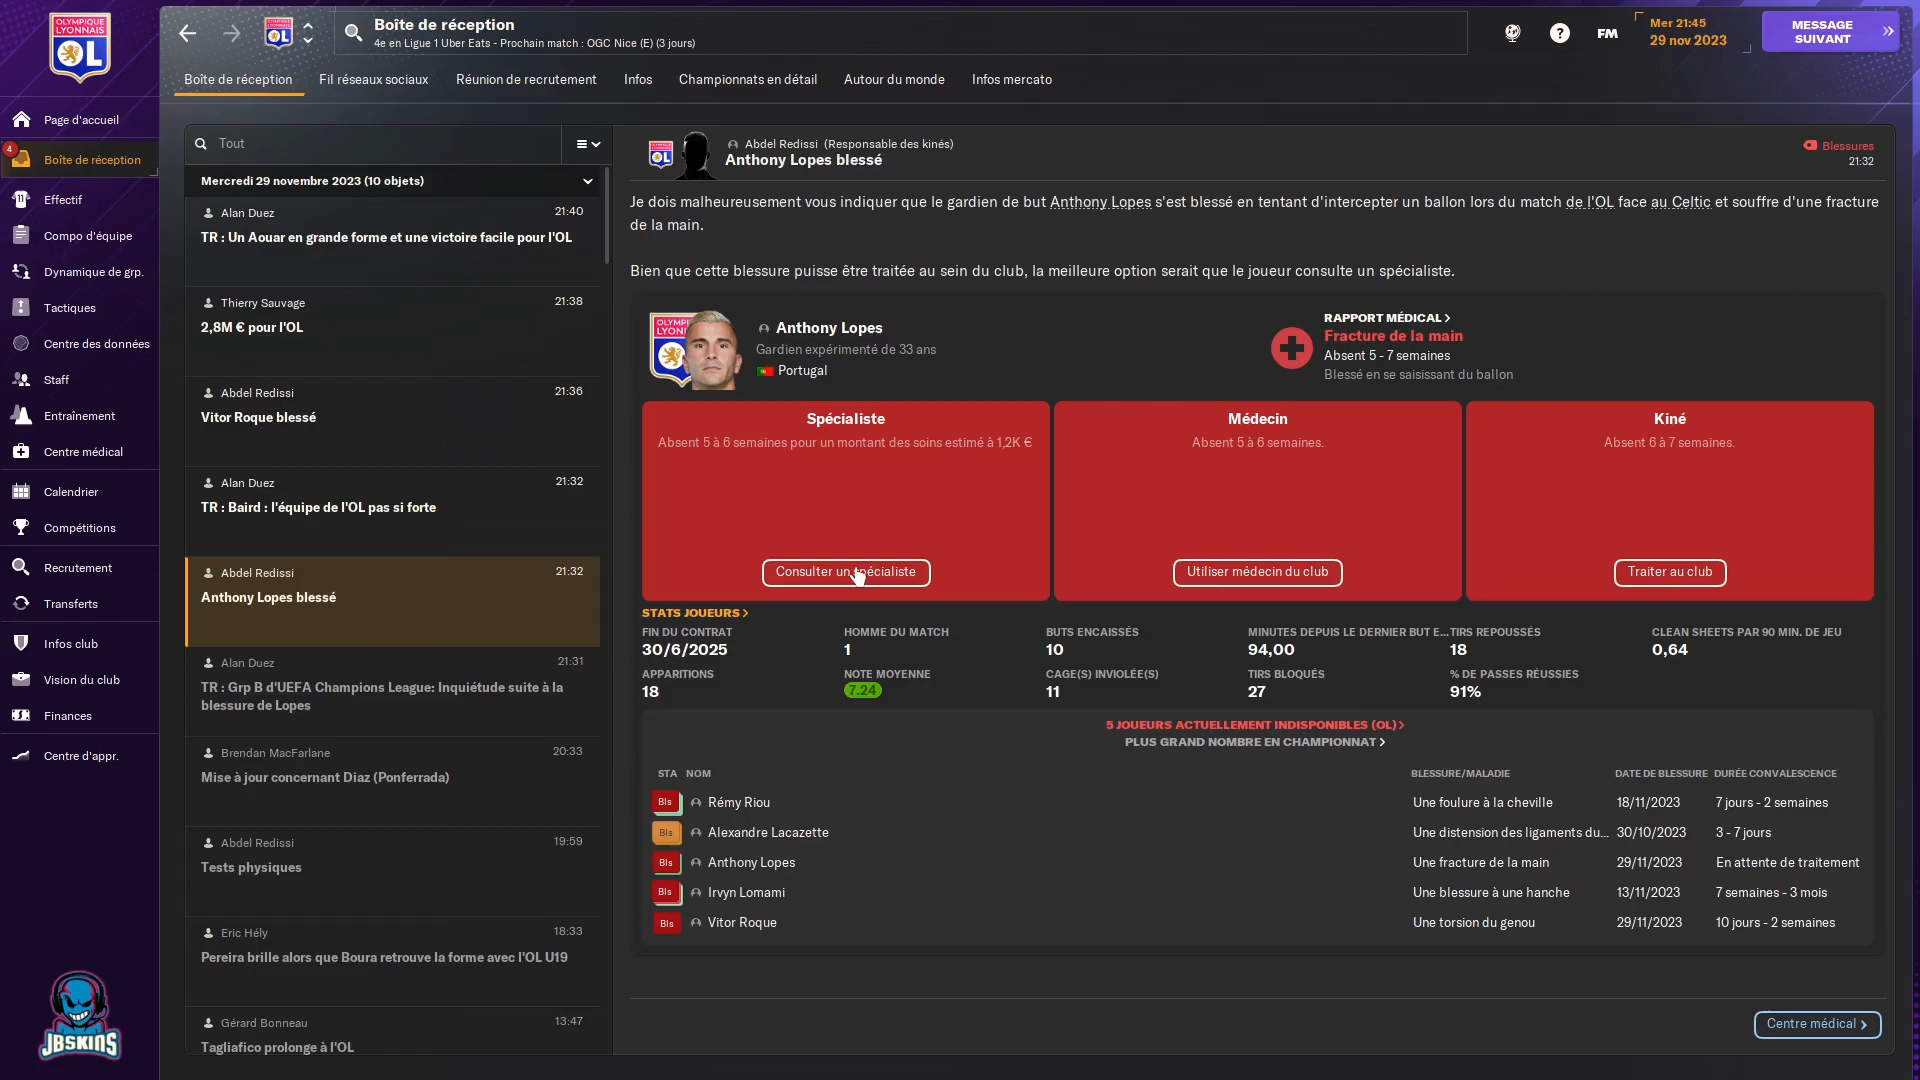 OLYMPIQUE
LYONNAIS
OL
Boîte de réception
4e en Ligue 1 Uber Eats - Prochain match : OGC Nice (E) (3 jours)
FM
Mer 21:45
29 nov 2023
MESSAGE
SUIVANT
Boîte de réception
Fil réseaux sociaux
Réunion de recrutement
Infos
Championnats en détail
Autour du monde
Infos mercato
Page d'accueil
4
Boîte de réception
Effectif
Compo d'équipe
Dynamique de grp.
Tactiques
Centre des données
Staff
Entraînement
Centre médical
Calendrier
Compétitions
Recrutement
Transferts
Infos club
Vision du club
Finances
Centre d'appr.
JBSKINS
Tout
Mercredi 29 novembre 2023 (10 objets)
Alan Duez 21:40
TR : Un Aouar en grande forme et une victoire facile pour l'OL
Thierry Sauvage 21:38
2,8M € pour l'OL
Abdel Redissi 21:36
Vitor Roque blessé
Alan Duez 21:32
TR : Baird : l'équipe de l'OL pas si forte
Abdel Redissi 21:32
Anthony Lopes blessé
Alan Duez 21:31
TR : Grp B d'UEFA Champions League: Inquiétude suite à la
blessure de Lopes
Brendan MacFarlane 20:33
Mise à jour concernant Diaz (Ponferrada)
Abdel Redissi 19:59
Tests physiques
Eric Hély 18:33
Pereira brille alors que Boura retrouve la forme avec l'OL U19
Gérard Bonneau 13:47
Tagliafico prolonge à l'OL
Abdel Redissi (Responsable des kinés)
Anthony Lopes blessé
Blessures
21:32
Je dois malheureusement vous indiquer que le gardien de but Anthony Lopes s'est blessé en tentant d'intercepter un ballon lors du match de l'OL face au Celtic et souffre d'une fracture
de la main.
Bien que cette blessure puisse être traitée au sein du club, la meilleure option serait que le joueur consulte un spécialiste.
Anthony Lopes
Gardien expérimenté de 33 ans
Portugal
RAPPORT MÉDICAL >
Fracture de la main
Absent 5 - 7 semaines
Blessé en se saisissant du ballon
Spécialiste
Absent 5 à 6 semaines pour un montant des soins estimé à 1,2K €
Consulter un spécialiste
Médecin
Absent 5 à 6 semaines.
Utiliser médecin du club
Kiné
Absent 6 à 7 semaines.
Traiter au club
STATS JOUEURS >
FIN DU CONTRAT HOMME DU MATCH BUTS ENCAISSÉS MINUTES DEPUIS LE DERNIER BUT E... TIRS REPOUSSÉS CLEAN SHEETS PAR 90 MIN. DE JEU
30/6/2025 1 10 94,00 18 0,64
APPARITIONS NOTE MOYENNE CAGE(S) INVIOLÉE(S) TIRS BLOQUÉS % DE PASSES RÉUSSIES
18 7.24 11 27 91%
5 JOUEURS ACTUELLEMENT INDISPONIBLES (OL) >
PLUS GRAND NOMBRE EN CHAMPIONNAT >
STA NOM BLESSURE/MALADIE DATE DE BLESSURE DURÉE CONVALESCENCE
Bls Rémy Riou Une foulure à la cheville 18/11/2023 7 jours - 2 semaines
Bls Alexandre Lacazette Une distension des ligaments du... 30/10/2023 3 - 7 jours
Bls Anthony Lopes Une fracture de la main 29/11/2023 En attente de traitement
Bls Irvyn Lomami Une blessure à une hanche 13/11/2023 7 semaines - 3 mois
Bls Vitor Roque Une torsion du genou 29/11/2023 10 jours - 2 semaines
Centre médical >